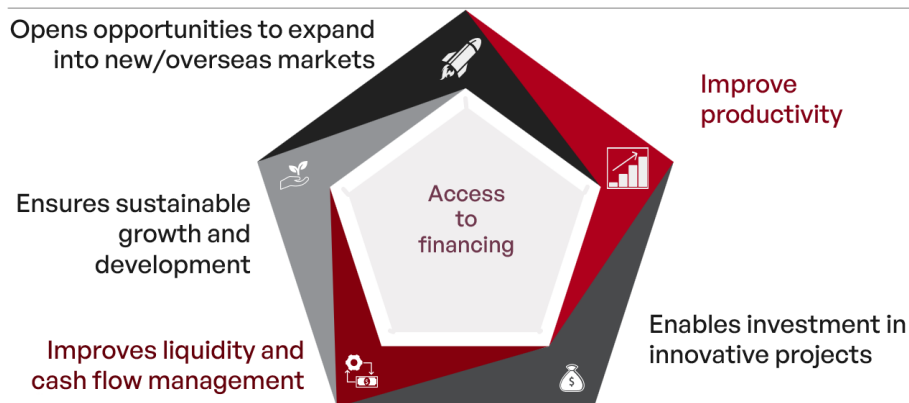 Opens opportunities to expand
into new/overseas markets
Improve
productivity
Access
to
financing
Ensures sustainable
growth and
development
Enables investment in
innovative projects
Improves liquidity and
cash flow management
$
$